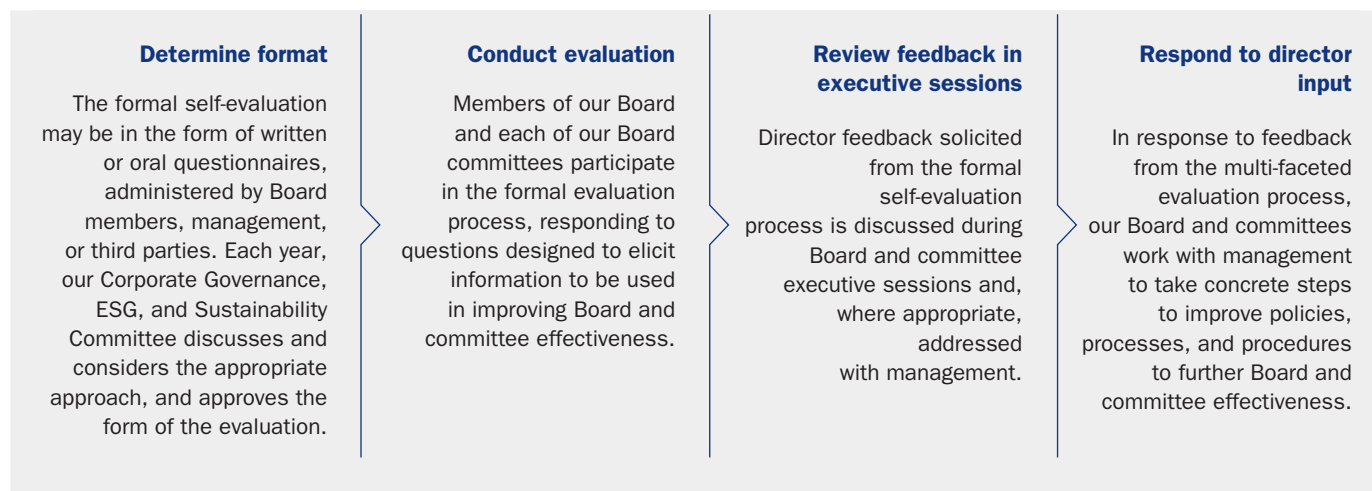 Determine format
The formal self-evaluation
may be in the form of written
or oral questionnaires,
administered by Board
members, management,
or third parties. Each year,
our Corporate Governance,
ESG, and Sustainability
Committee discusses and
considers the appropriate
approach, and approves the
form of the evaluation.
Conduct evaluation
Members of our Board
and each of our Board
committees participate
in the formal evaluation
process, responding to
questions designed to elicit
information to be used
in improving Board and
committee effectiveness.
Review feedback in
executive sessions
Director feedback solicited
from the formal
self-evaluation
process is discussed during
Board and committee
executive sessions and,
where appropriate,
addressed
with management.
Respond to director
input
In response to feedback
from the multi-faceted
evaluation process,
our Board and committees
work with management
to take concrete steps
to improve policies,
processes, and procedures
to further Board and
committee effectiveness.